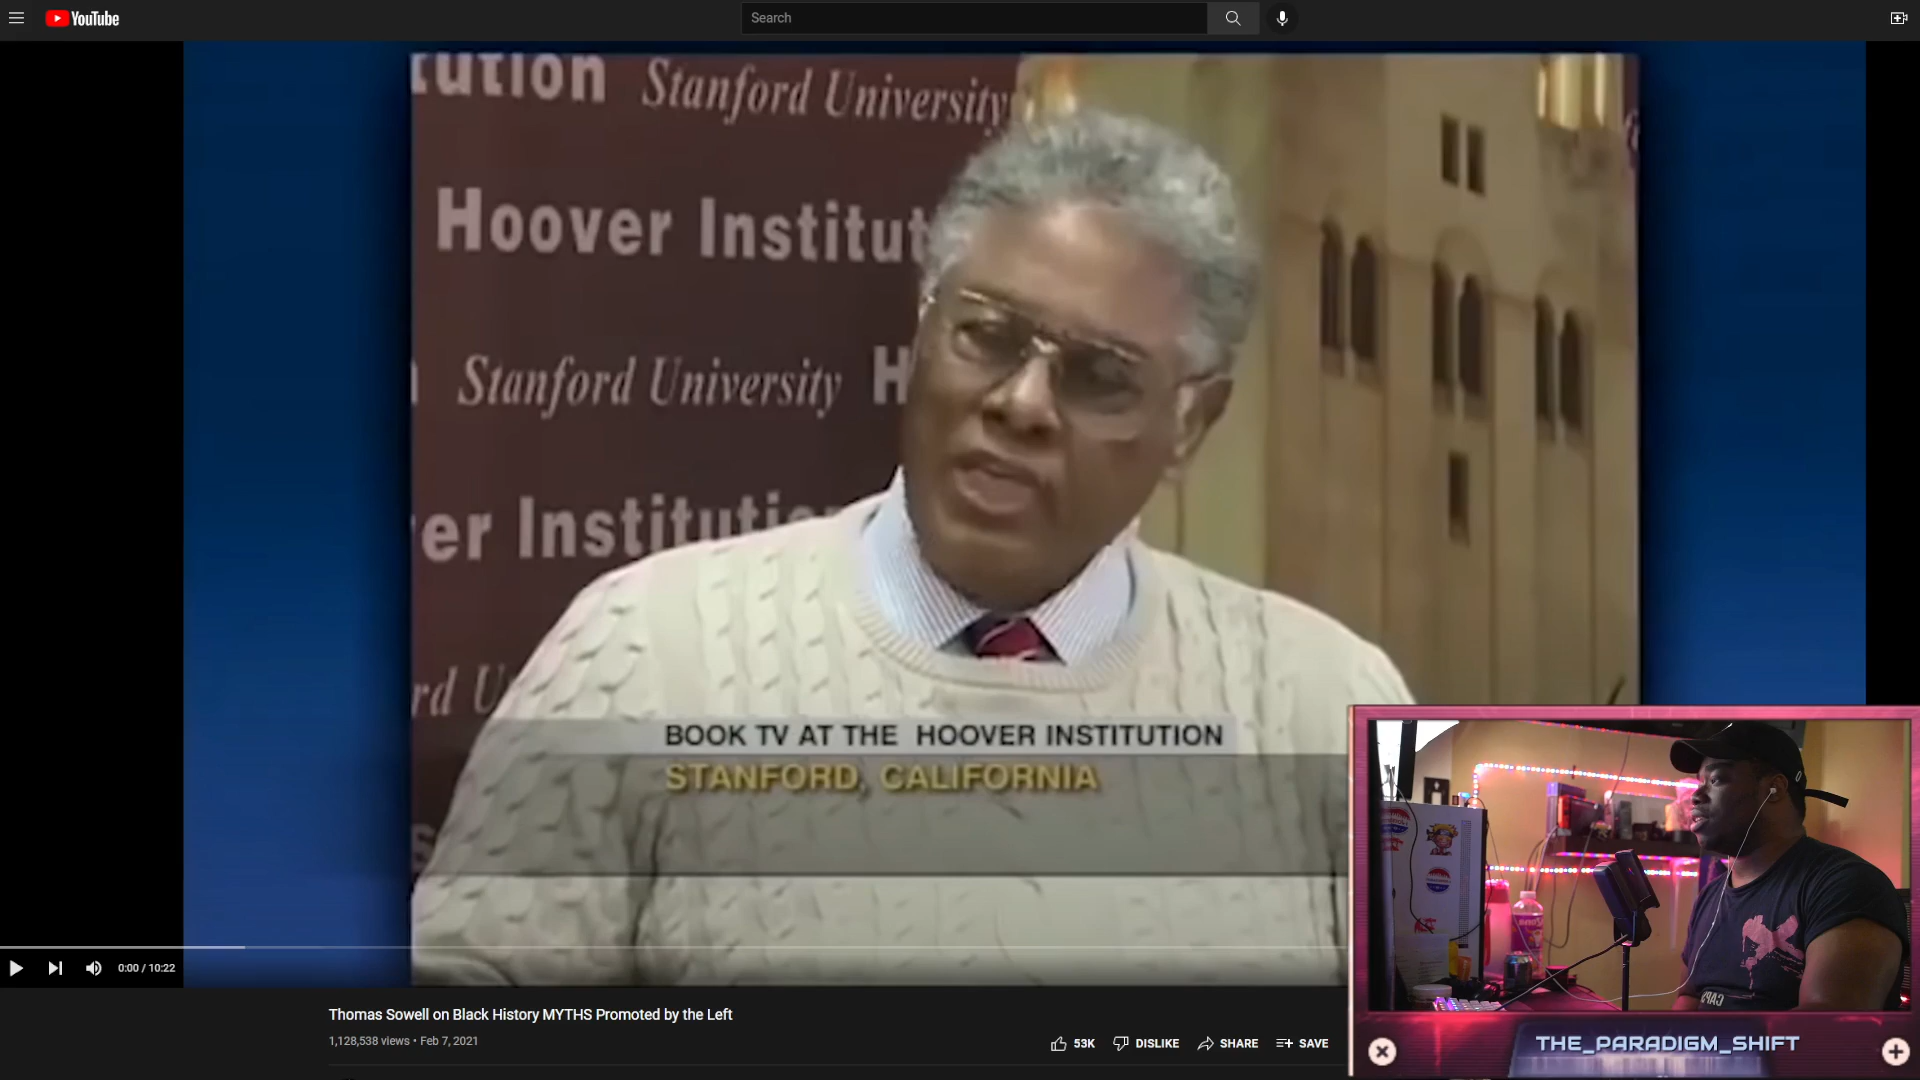 YouTube
Search
tution Stanford University
Hoover Institut
Stanford University H
er Institutio
rd U
BOOK TV AT THE HOOVER INSTITUTION
STANFORD, CALIFORNIA
0:00 / 10:22
Thomas Sowell on Black History MYTHS Promoted by the Left
1,128,538 views • Feb 7, 2021
53K DISLIKE SHARE SAVE
THE_PARADIGM_SHIFT